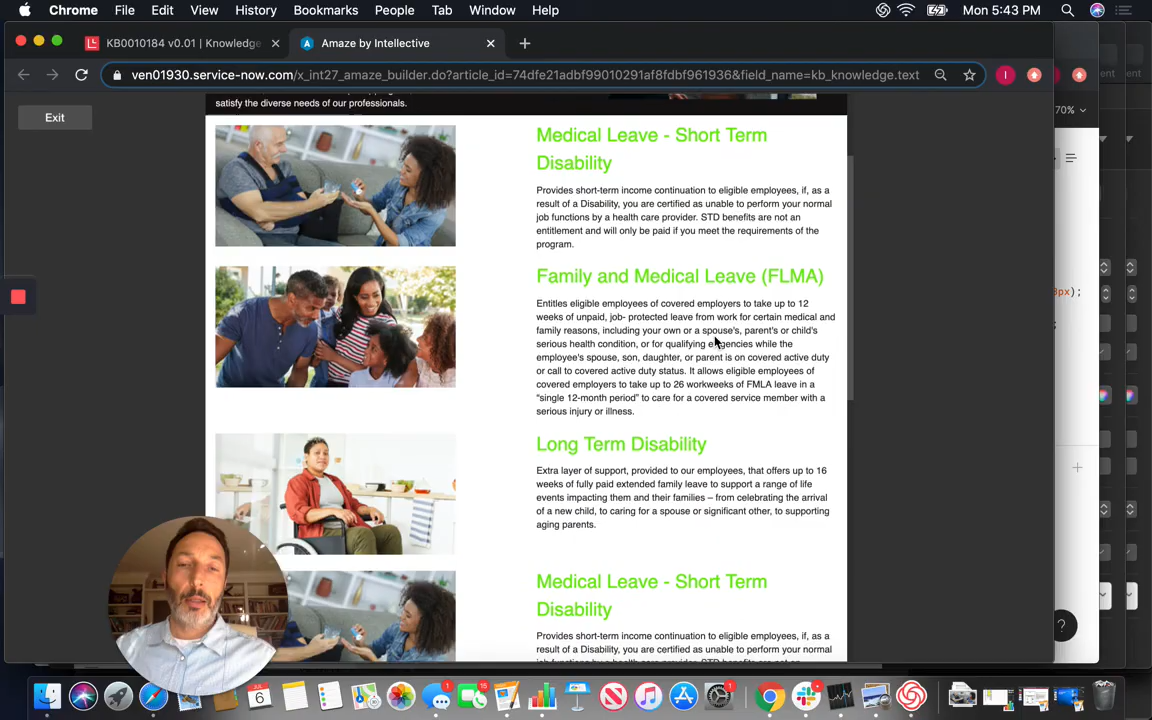 Chrome File Edit View History Bookmarks People Tab Window Help Mon 5:43 PM
KB0010184 v0.01 | Knowledge
Amaze by Intellective
ven01930.service-now.com/x_int27_amaze_builder.do?article_id=74dfe21adbf99010291af8fdbf961936&field_name=kb_knowledge.text
I
70%
Exit
satisfy the diverse needs of our professionals.
Medical Leave - Short Term
Disability
Provides short-term income continuation to eligible employees, if, as a
result of a Disability, you are certified as unable to perform your normal
job functions by a health care provider. STD benefits are not an
entitlement and will only be paid if you meet the requirements of the
program.
Family and Medical Leave (FLMA)
Entitles eligible employees of covered employers to take up to 12
weeks of unpaid, job- protected leave from work for certain medical and
family reasons, including your own or a spouse's, parent's or child's
serious health condition, or for qualifying exigencies while the
employee's spouse, son, daughter, or parent is on covered active duty
or call to covered active duty status. It allows eligible employees of
covered employers to take up to 26 workweeks of FMLA leave in a
“single 12-month period” to care for a covered service member with a
serious injury or illness.
8px);
Long Term Disability
Extra layer of support, provided to our employees, that offers up to 16
weeks of fully paid extended family leave to support a range of life
events impacting them and their families – from celebrating the arrival
of a new child, to caring for a spouse or significant other, to supporting
aging parents.
Medical Leave - Short Term
Disability
Provides short-term income continuation to eligible employees, if, as a
result of a Disability, you are certified as unable to perform your normal
?